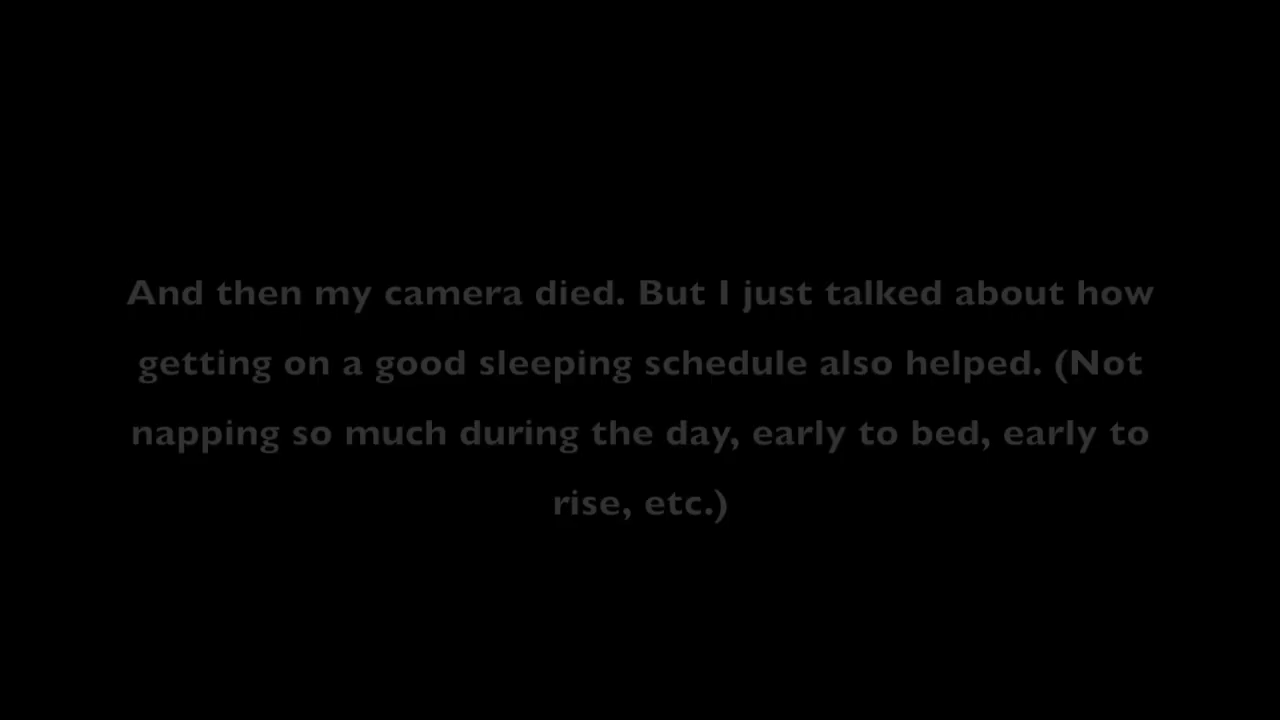 And then my camera died. But I just talked about how
getting on a good sleeping schedule also helped. (Not
napping so much during the day, early to bed, early to
rise, etc.)